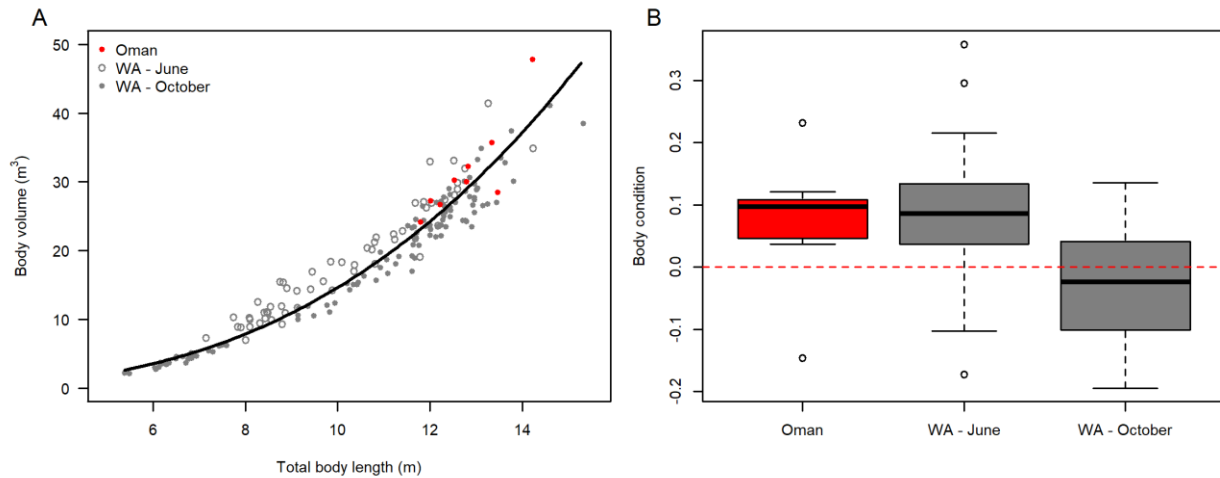 A
Oman
WA - June
WA - October
50
40
30
20
10
0
Body volume (m³)
6 8 10 12 14
Total body length (m)
B
0.3
0.2
0.1
0.0
-0.1
-0.2
Body condition
Oman WA - June WA - October